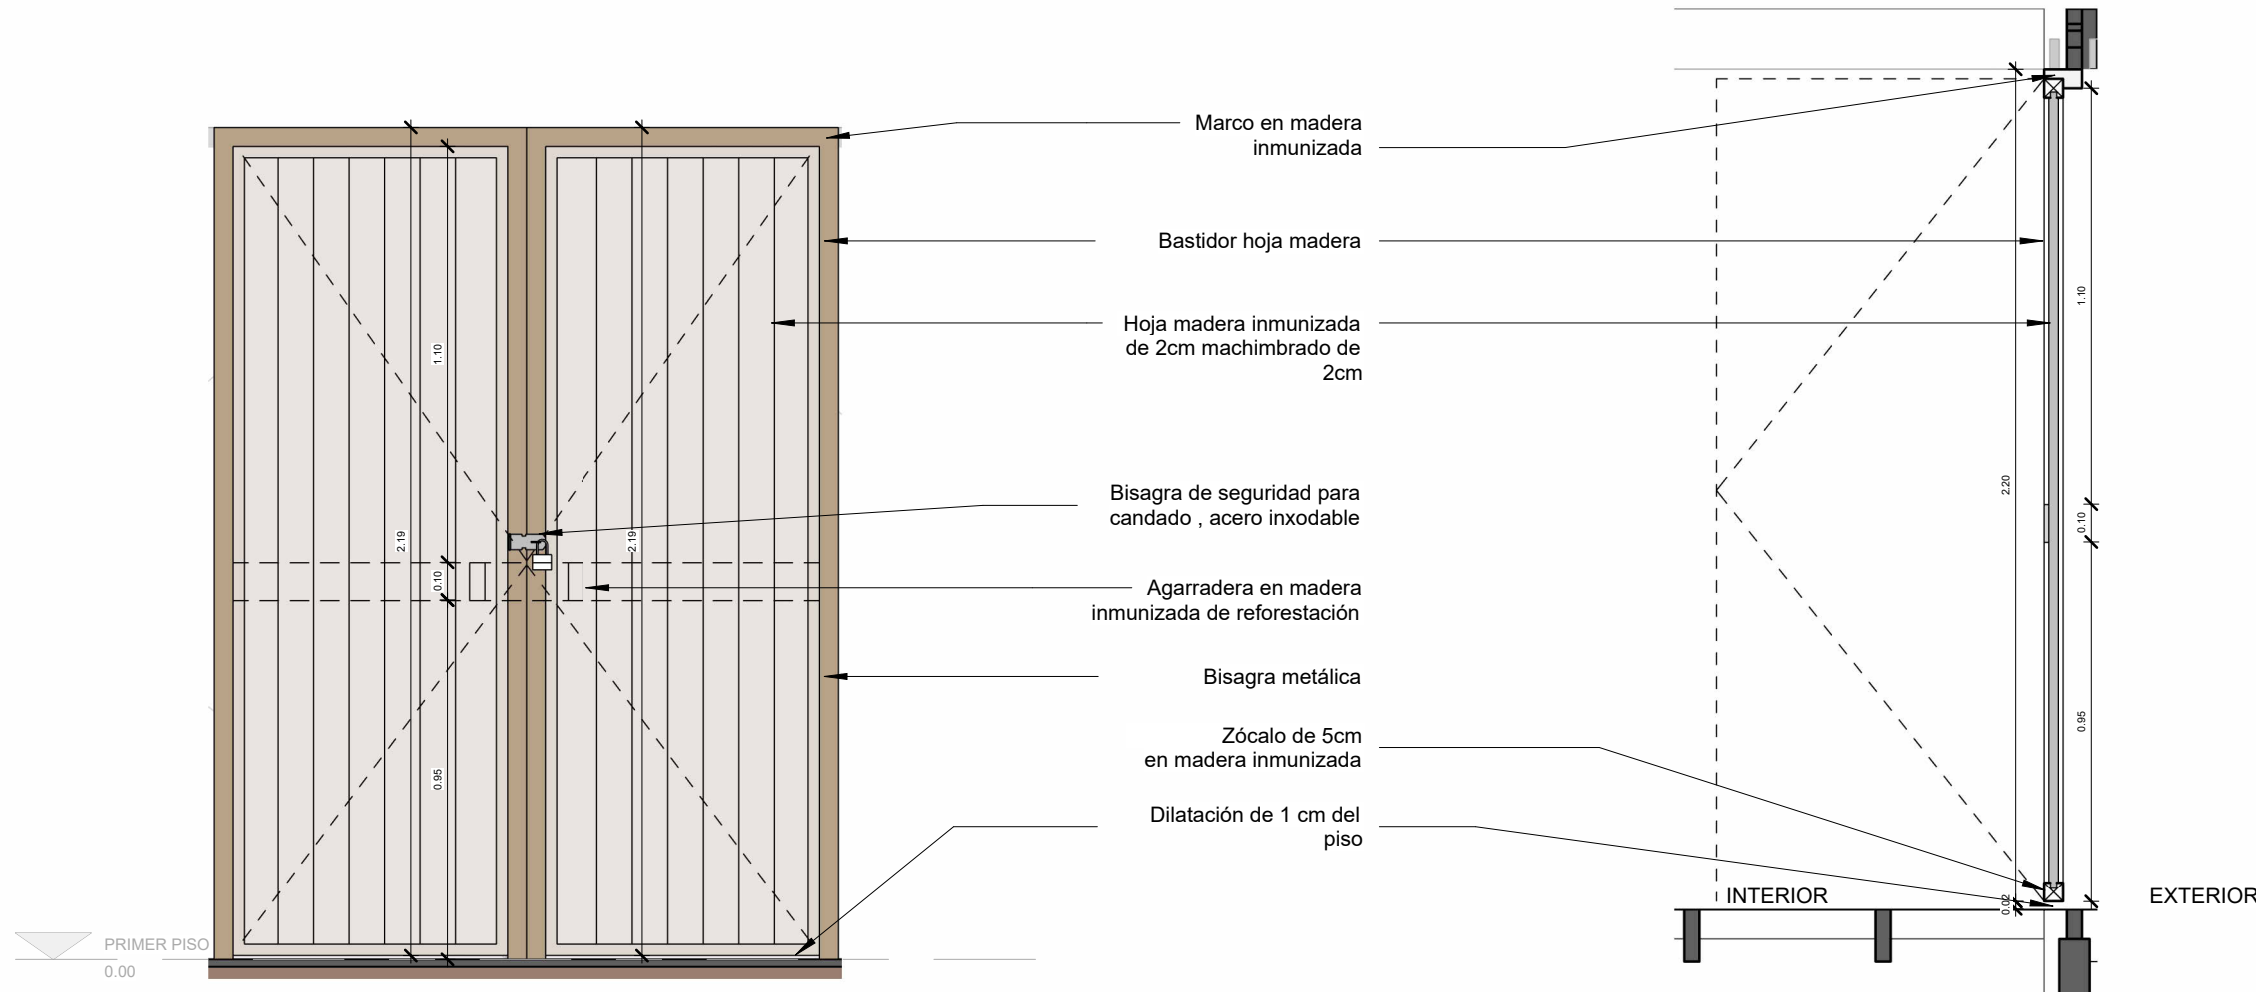 Marco en madera
inmunizada
Bastidor hoja madera
Hoja madera inmunizada
de 2cm machimbrado de
2cm
Bisagra de seguridad para
candado , acero inxodable
Agarradera en madera
inmunizada de reforestación
Bisagra metálica
Zócalo de 5cm
en madera inmunizada
Dilatación de 1 cm del
piso
1.10
2.19
2.19
0.10
0.95
PRIMER PISO
0.00
1.10
2.20
0.10
0.95
0.02
INTERIOR
EXTERIOR